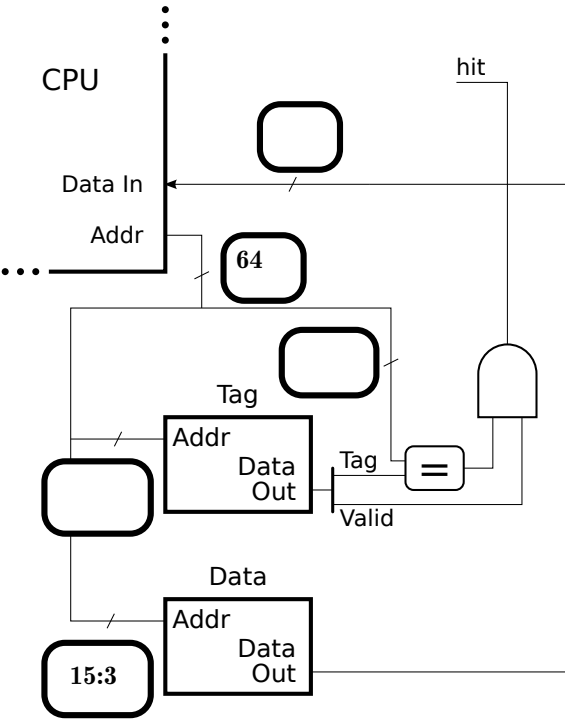 hit
CPU
Data In
Addr
64
Tag
Addr
Data
Out
Tag
=
Valid
Data
Addr
Data
Out
15:3